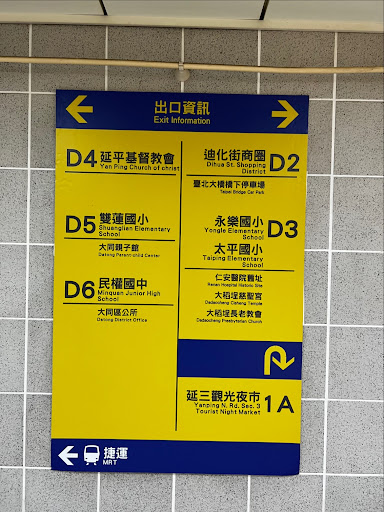 出口資訊
Exit Information
D4 延平基督教會
Yan Ping Church of christ
D5 雙蓮國小
Shuanglian Elementary
School
大同親子館
Datong Parent-child Center
D6 民權國中
Minquan Junior High
School
大同區公所
Datong District Office
迪化街商圈 D2
Dihua St. Shopping
District
臺北大橋橋下停車場
Taipei Bridge Car Park
永樂國小 D3
Yongle Elementary
School
太平國小
Taiping Elementary
School
仁安醫院舊址
Renan Hospital Historic Site
大稻埕慈聖宮
Dadaocheng Cisheng Temple
大稻埕長老教會
Dadaocheng Presbyterian Church
延三觀光夜市 1A
Yanping N. Rd. Sec. 3
Tourist Night Market
捷運
MRT